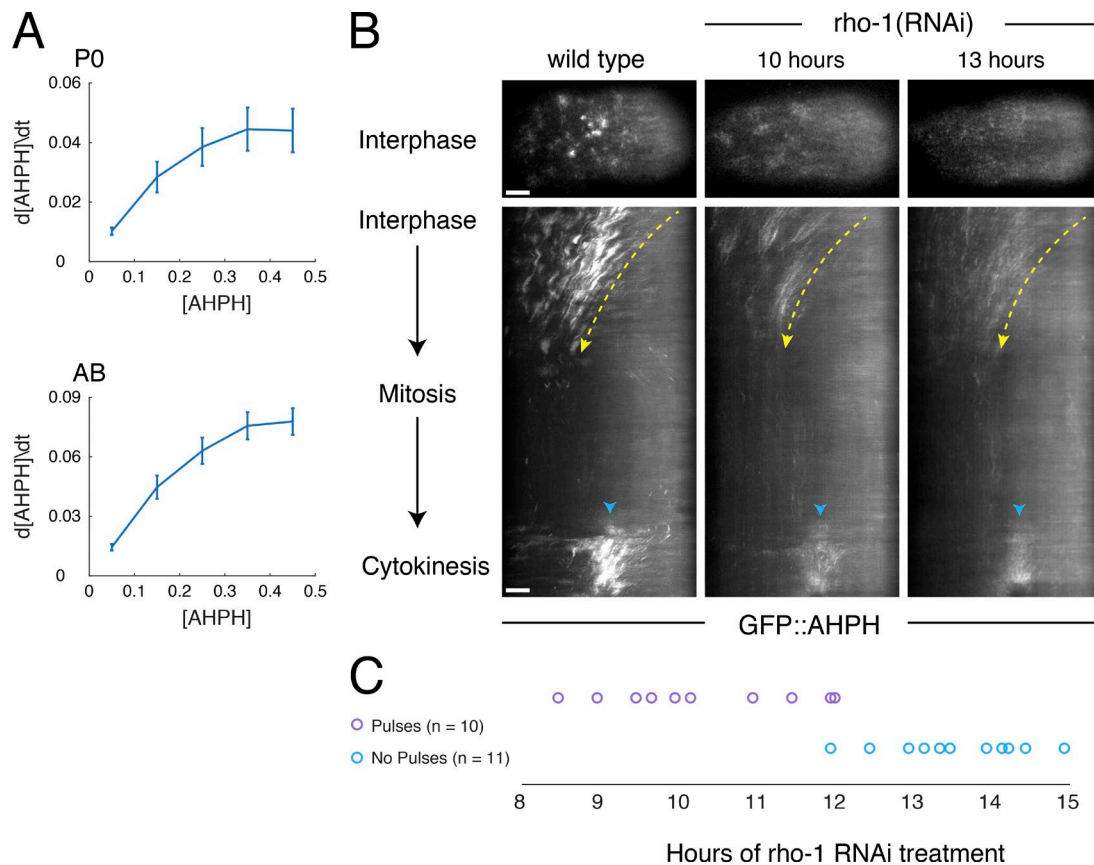 A
P0
0.06
0.04
0.02
0
0 0.1 0.2 0.3 0.4 0.5
d[AHPH]\dt
[AHPH]
AB
0.09
0.06
0.03
0
0 0.1 0.2 0.3 0.4 0.5
d[AHPH]\dt
[AHPH]
B
rho-1(RNAi)
wild type 10 hours 13 hours
Interphase
Interphase
Mitosis
Cytokinesis
GFP::AHPH
C
Pulses (n = 10)
No Pulses (n = 11)
8 9 10 11 12 13 14 15
Hours of rho-1 RNAi treatment